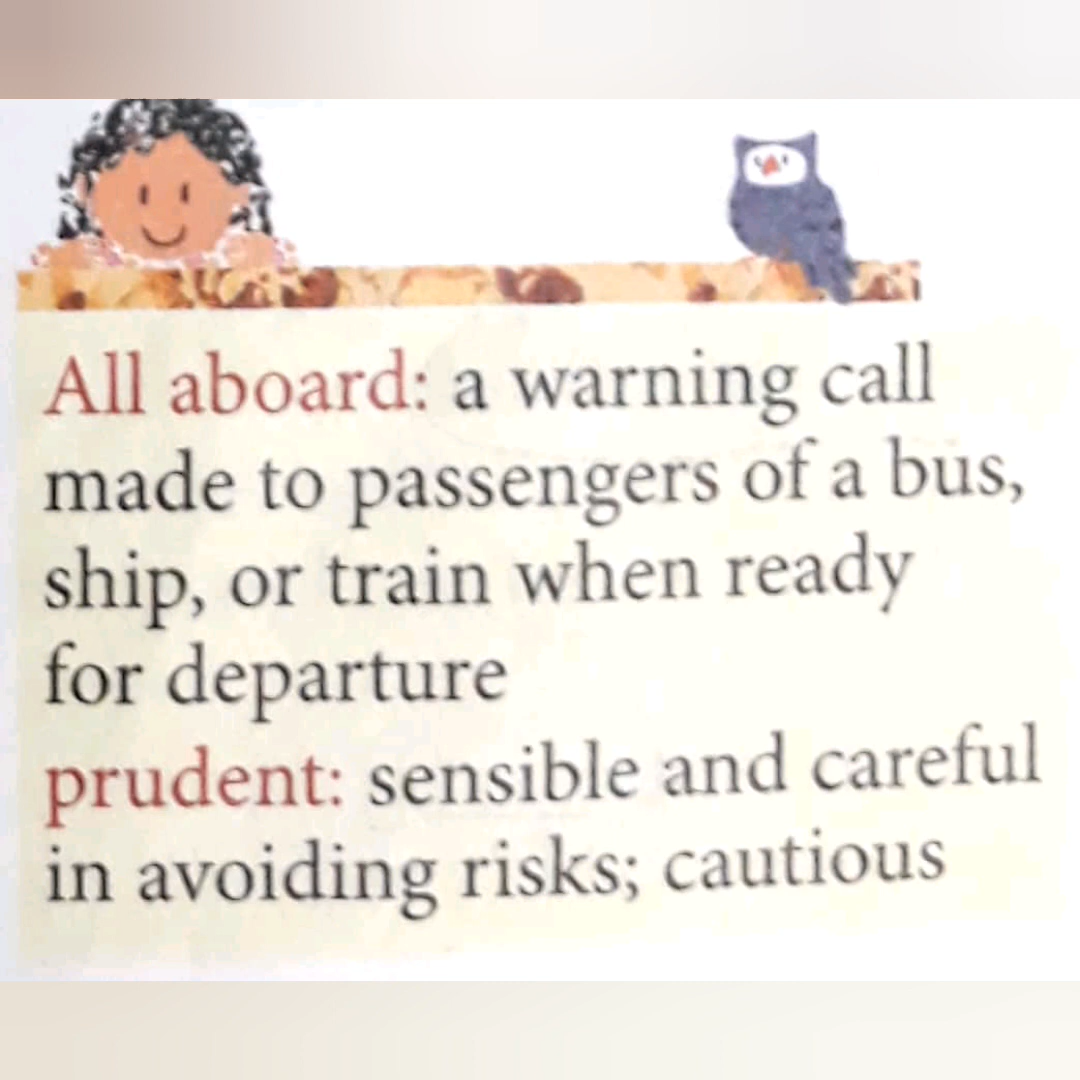 All aboard: a warning call
made to passengers of a bus,
ship, or train when ready
for departure
prudent: sensible and careful
in avoiding risks; cautious